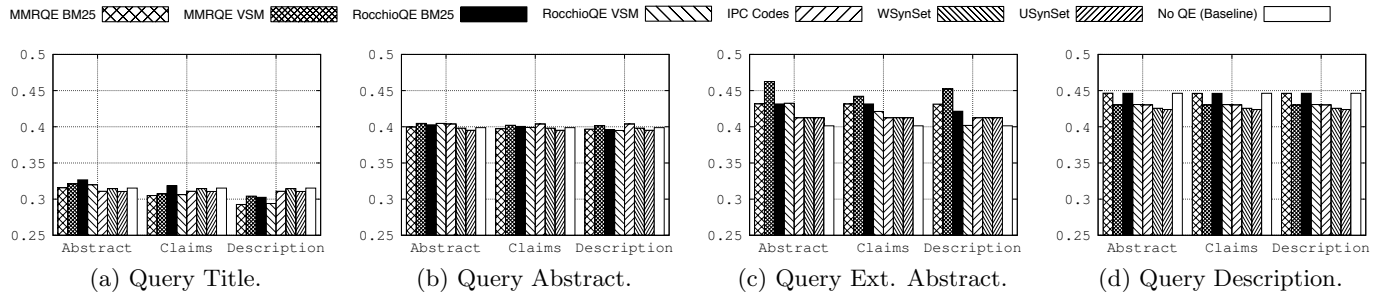 MMRQE BM25 MMRQE VSM RocchioQE BM25 RocchioQE VSM IPC Codes WSynSet USynSet No QE (Baseline)
0.5 0.5 0.5 0.5
0.45 0.45 0.45 0.45
0.4 0.4 0.4 0.4
0.35 0.35 0.35 0.35
0.3 0.3 0.3 0.3
0.25 0.25 0.25 0.25
Abstract Claims Description Abstract Claims Description Abstract Claims Description Abstract Claims Description
(a) Query Title. (b) Query Abstract. (c) Query Ext. Abstract. (d) Query Description.